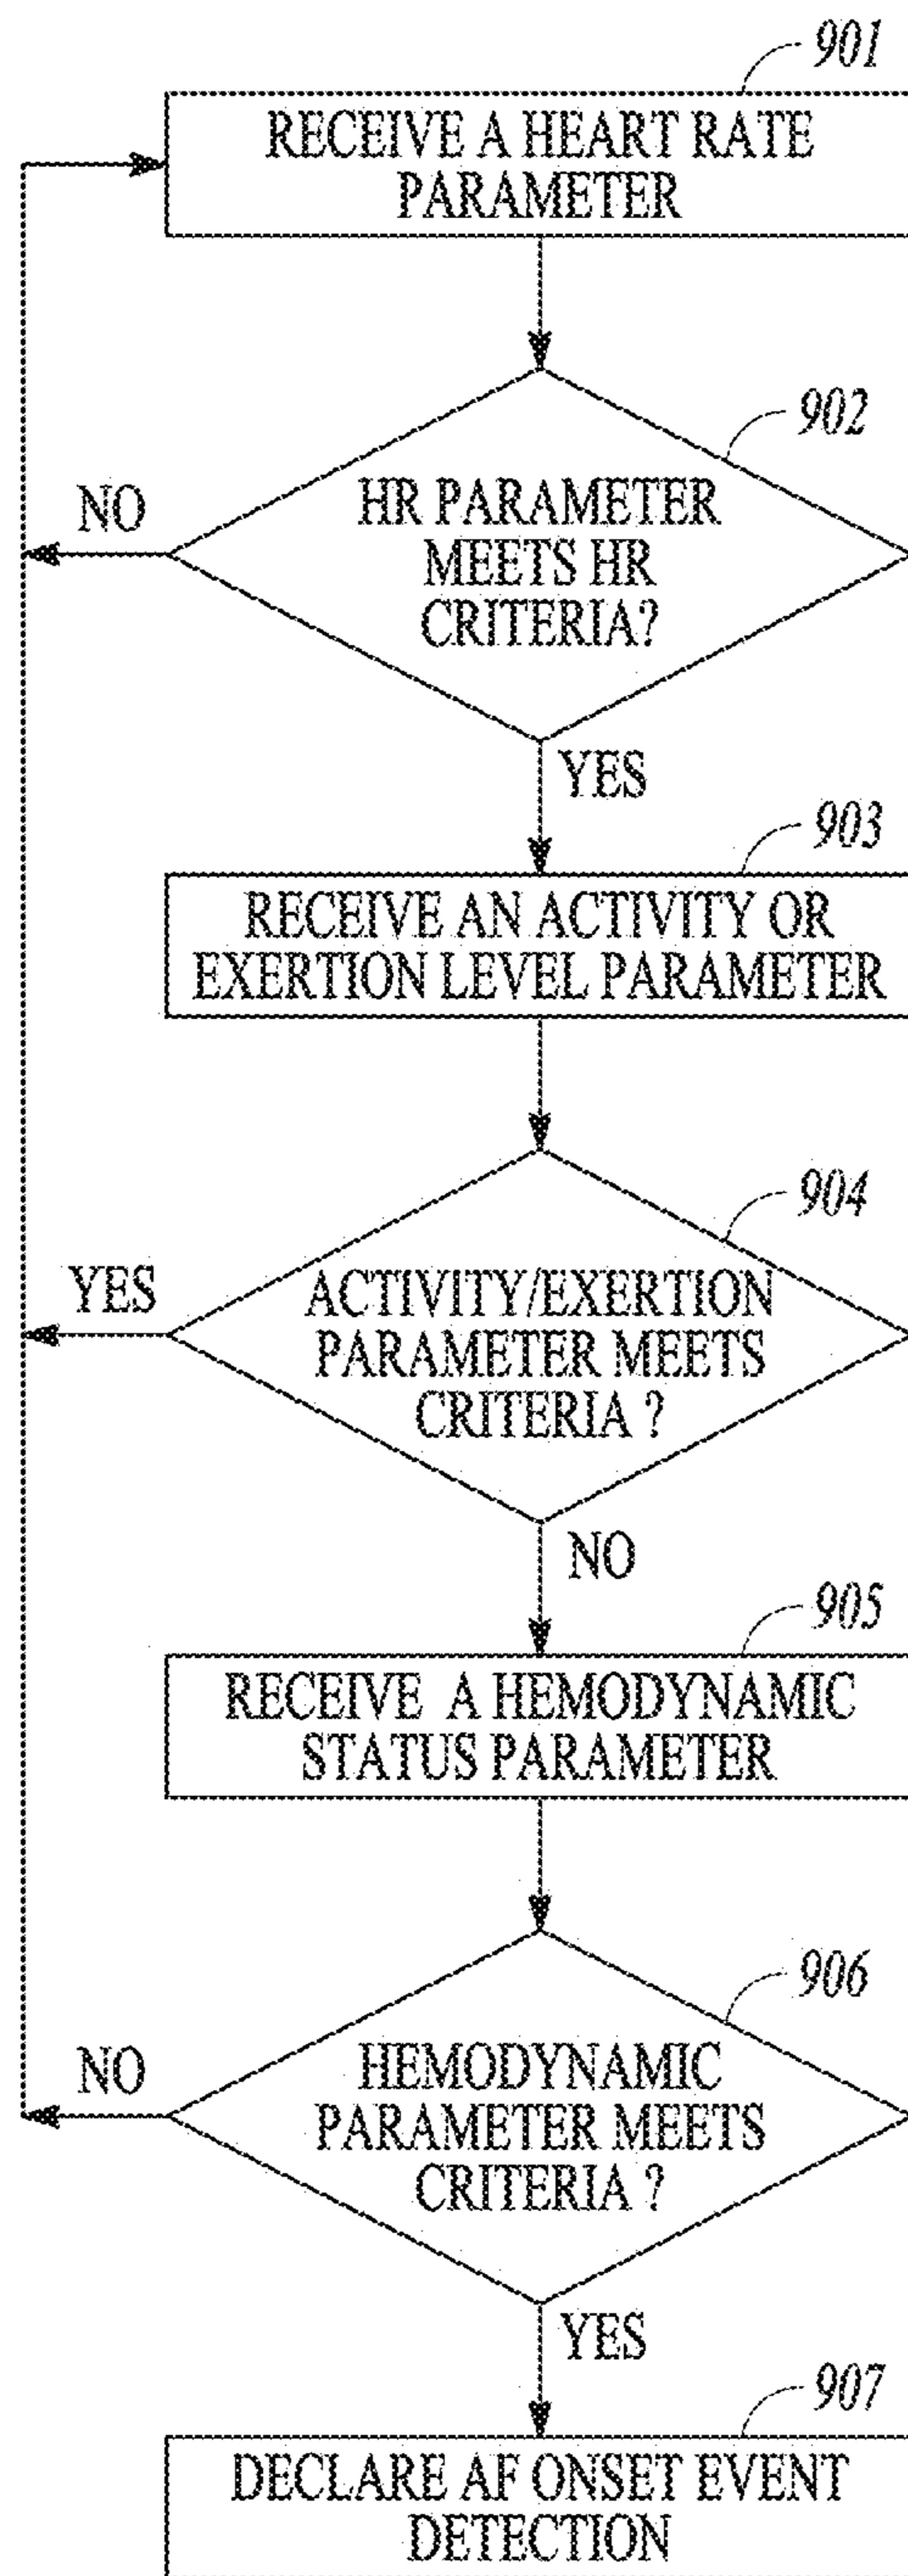 901
RECEIVE A HEART RATE
PARAMETER
902
HR PARAMETER
MEETS HR
CRITERIA?
NO
YES
903
RECEIVE AN ACTIVITY OR
EXERTION LEVEL PARAMETER
904
ACTIVITY/EXERTION
PARAMETER MEETS
CRITERIA ?
YES
NO
905
RECEIVE A HEMODYNAMIC
STATUS PARAMETER
906
HEMODYNAMIC
PARAMETER MEETS
CRITERIA ?
NO
YES
907
DECLARE AF ONSET EVENT
DETECTION